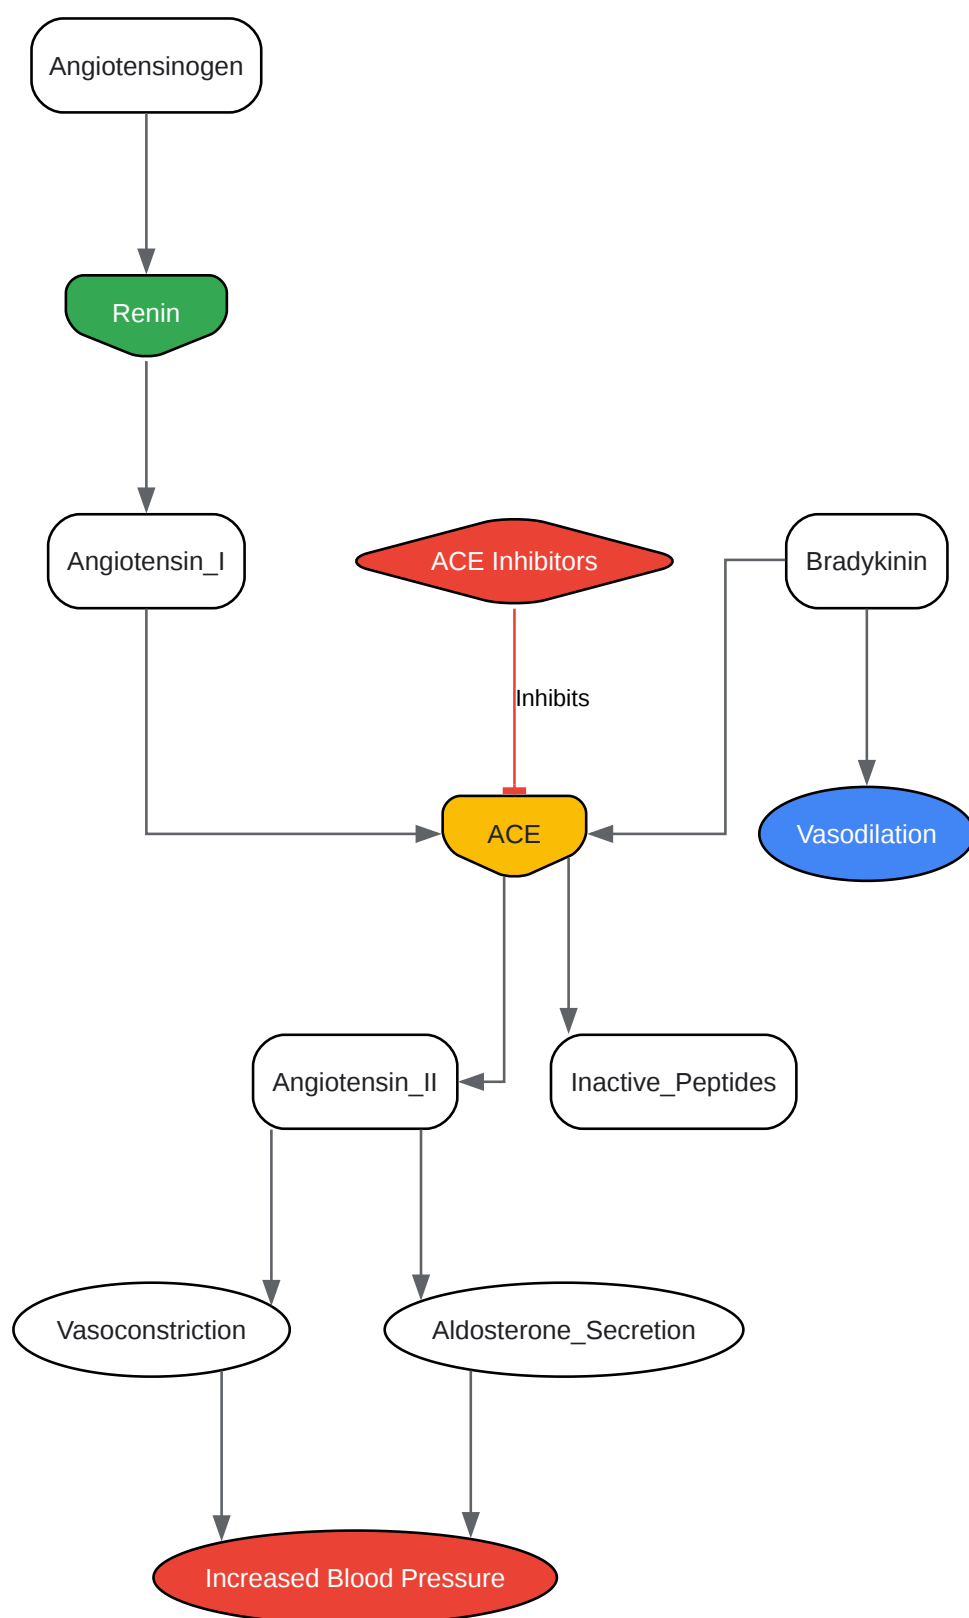 Angiotensinogen
Renin
Angiotensin_I
ACE Inhibitors
Bradykinin
Inhibits
ACE
Vasodilation
Angiotensin_II
Inactive_Peptides
Vasoconstriction
Aldosterone_Secretion
Increased Blood Pressure